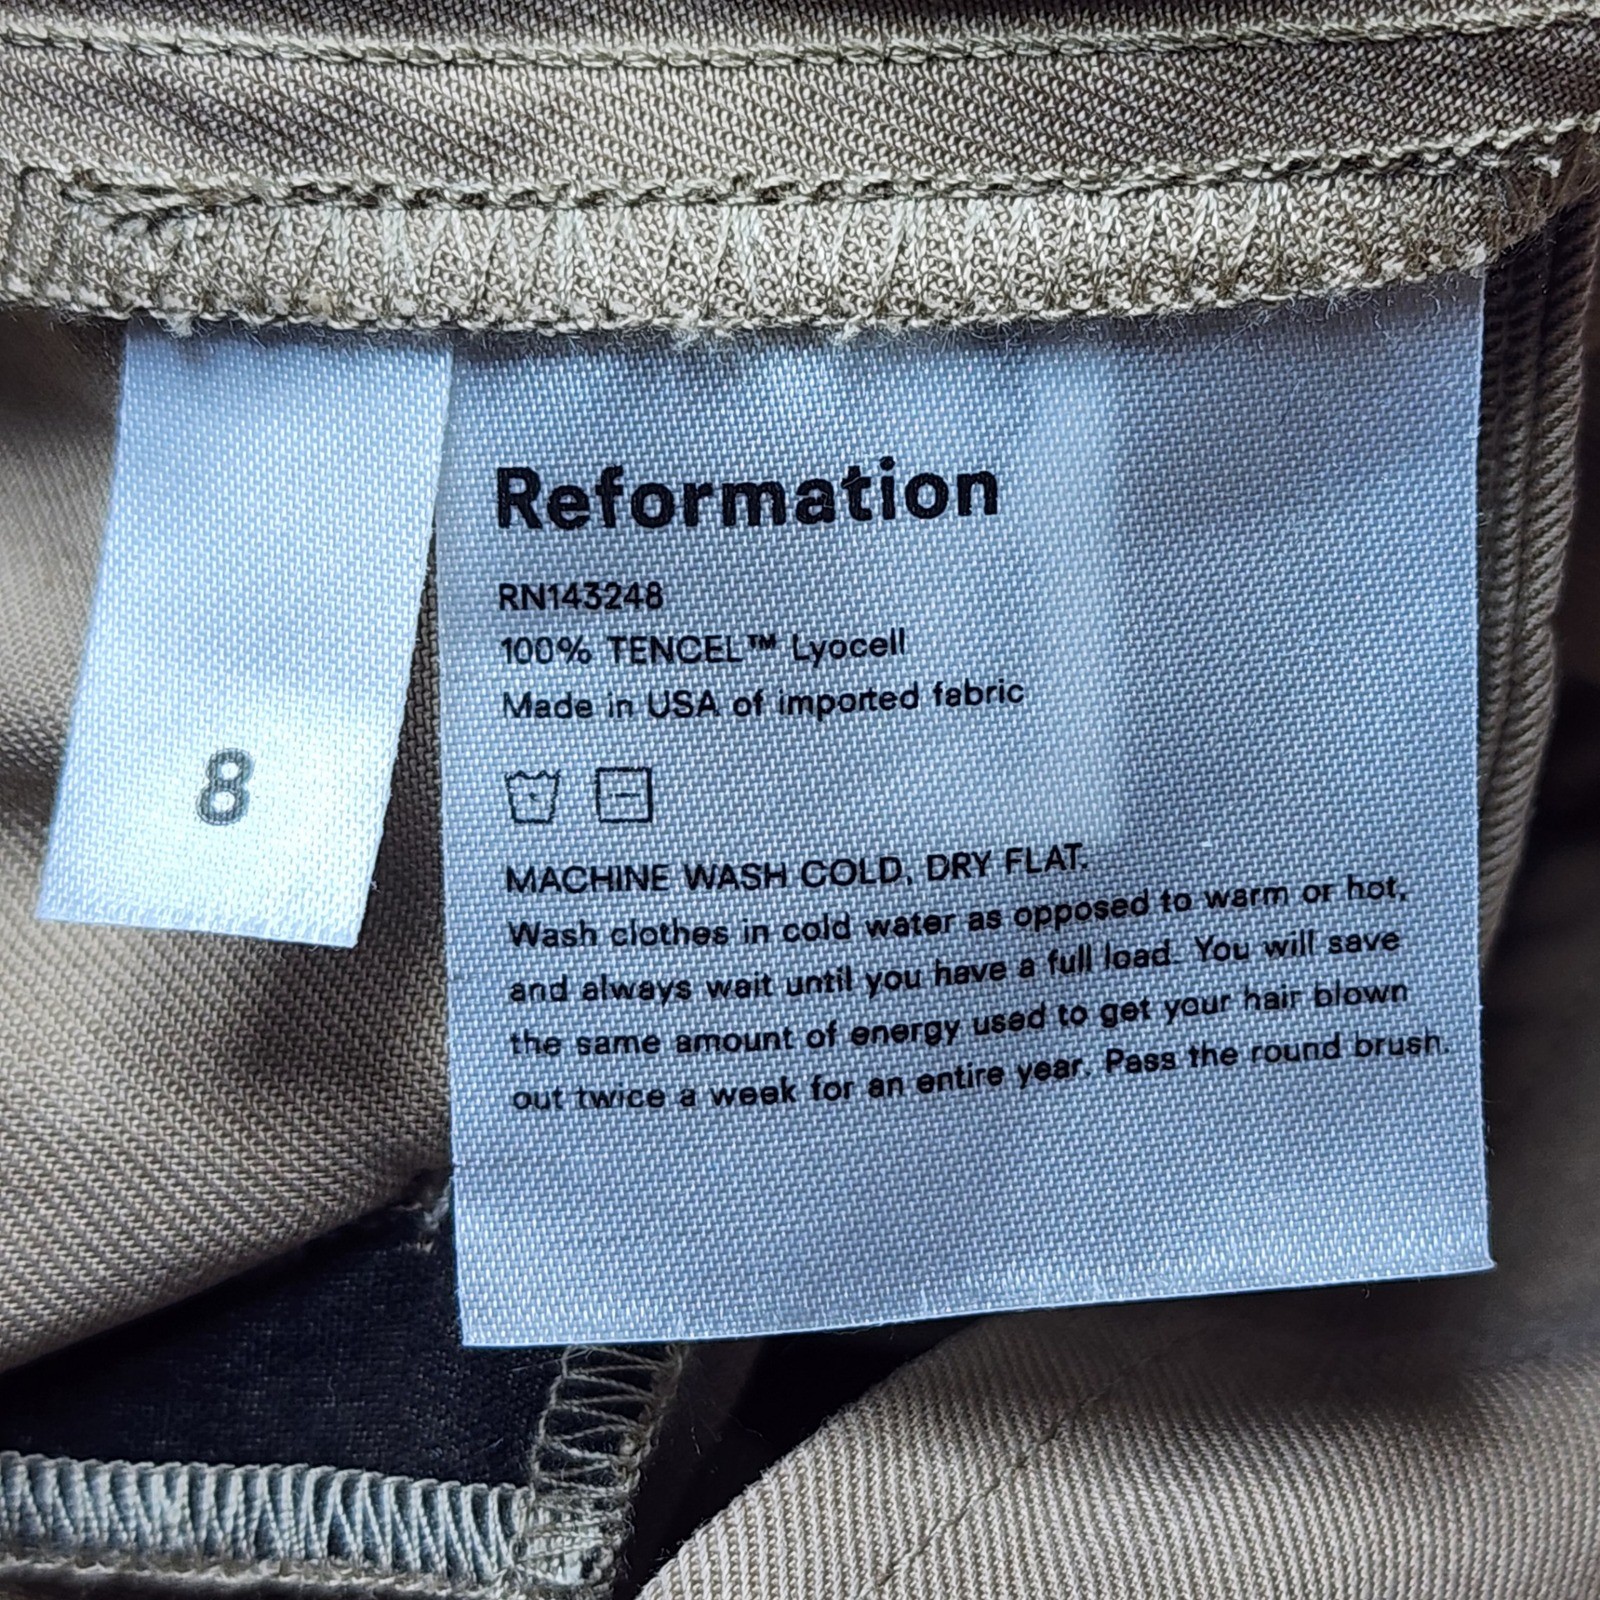 8
Reformation
RN143248
100% TENCEL™ Lyocell
Made in USA of imported fabric
MACHINE WASH COLD, DRY FLAT.
Wash clothes in cold water as opposed to warm or hot,
and always wait until you have a full load. You will save
the same amount of energy used to get your hair blown
out twice a week for an entire year. Pass the round brush.